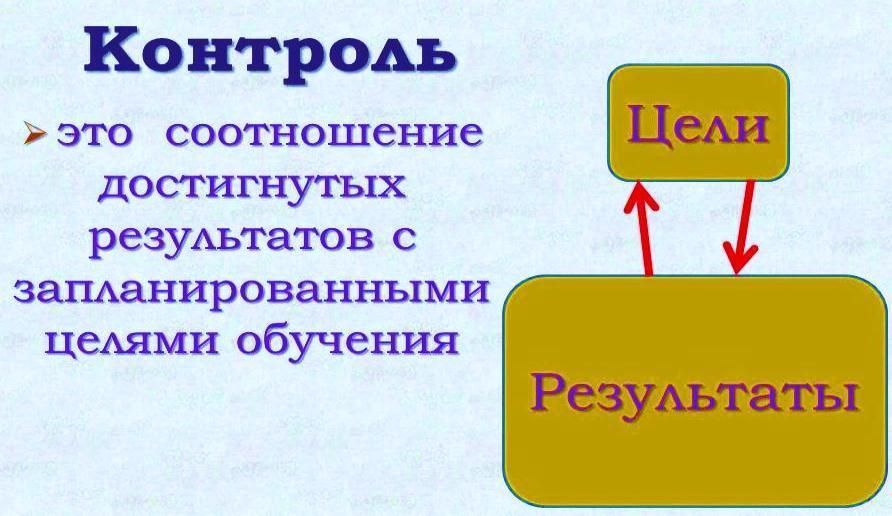 Контроль
это соотношение
достигнутых
результатов с
запланированными
целями обучения
Цели
Результаты